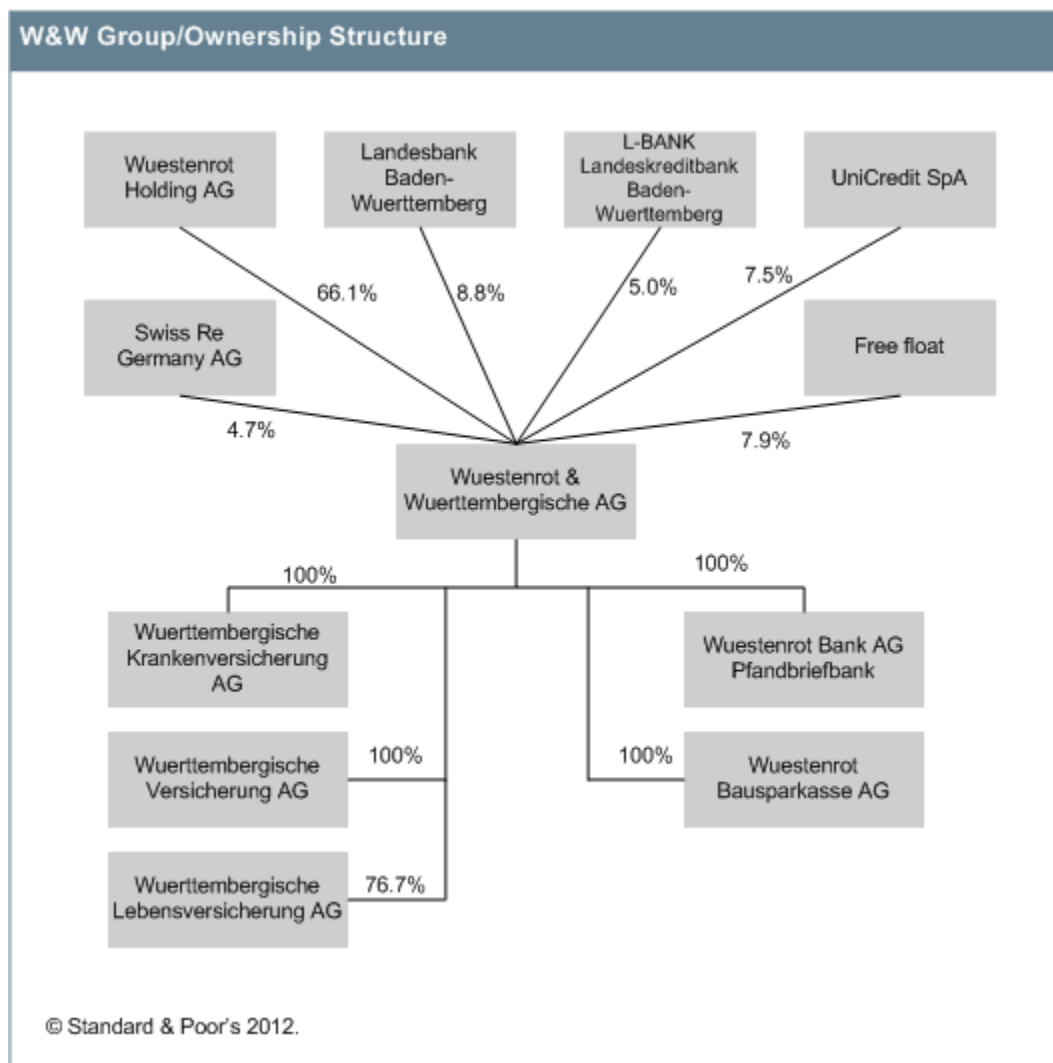 W&W Group/Ownership Structure
Wuestenrot
Holding AG
Landesbank
Baden-
Wuerttemberg
L-BANK
Landeskreditbank
Baden-
Wuerttemberg
UniCredit SpA
66.1%
8.8%
5.0%
7.5%
Swiss Re
Germany AG
Free float
4.7%
7.9%
Wuestenrot &
Wuerttembergische AG
100%
100%
Wuerttembergische
Krankenversicherung
AG
Wuestenrot Bank AG
Pfandbriefbank
Wuerttembergische
Versicherung AG
100%
100%
Wuestenrot
Bausparkasse AG
Wuerttembergische
Lebensversicherung AG
76.7%
© Standard & Poor's 2012.